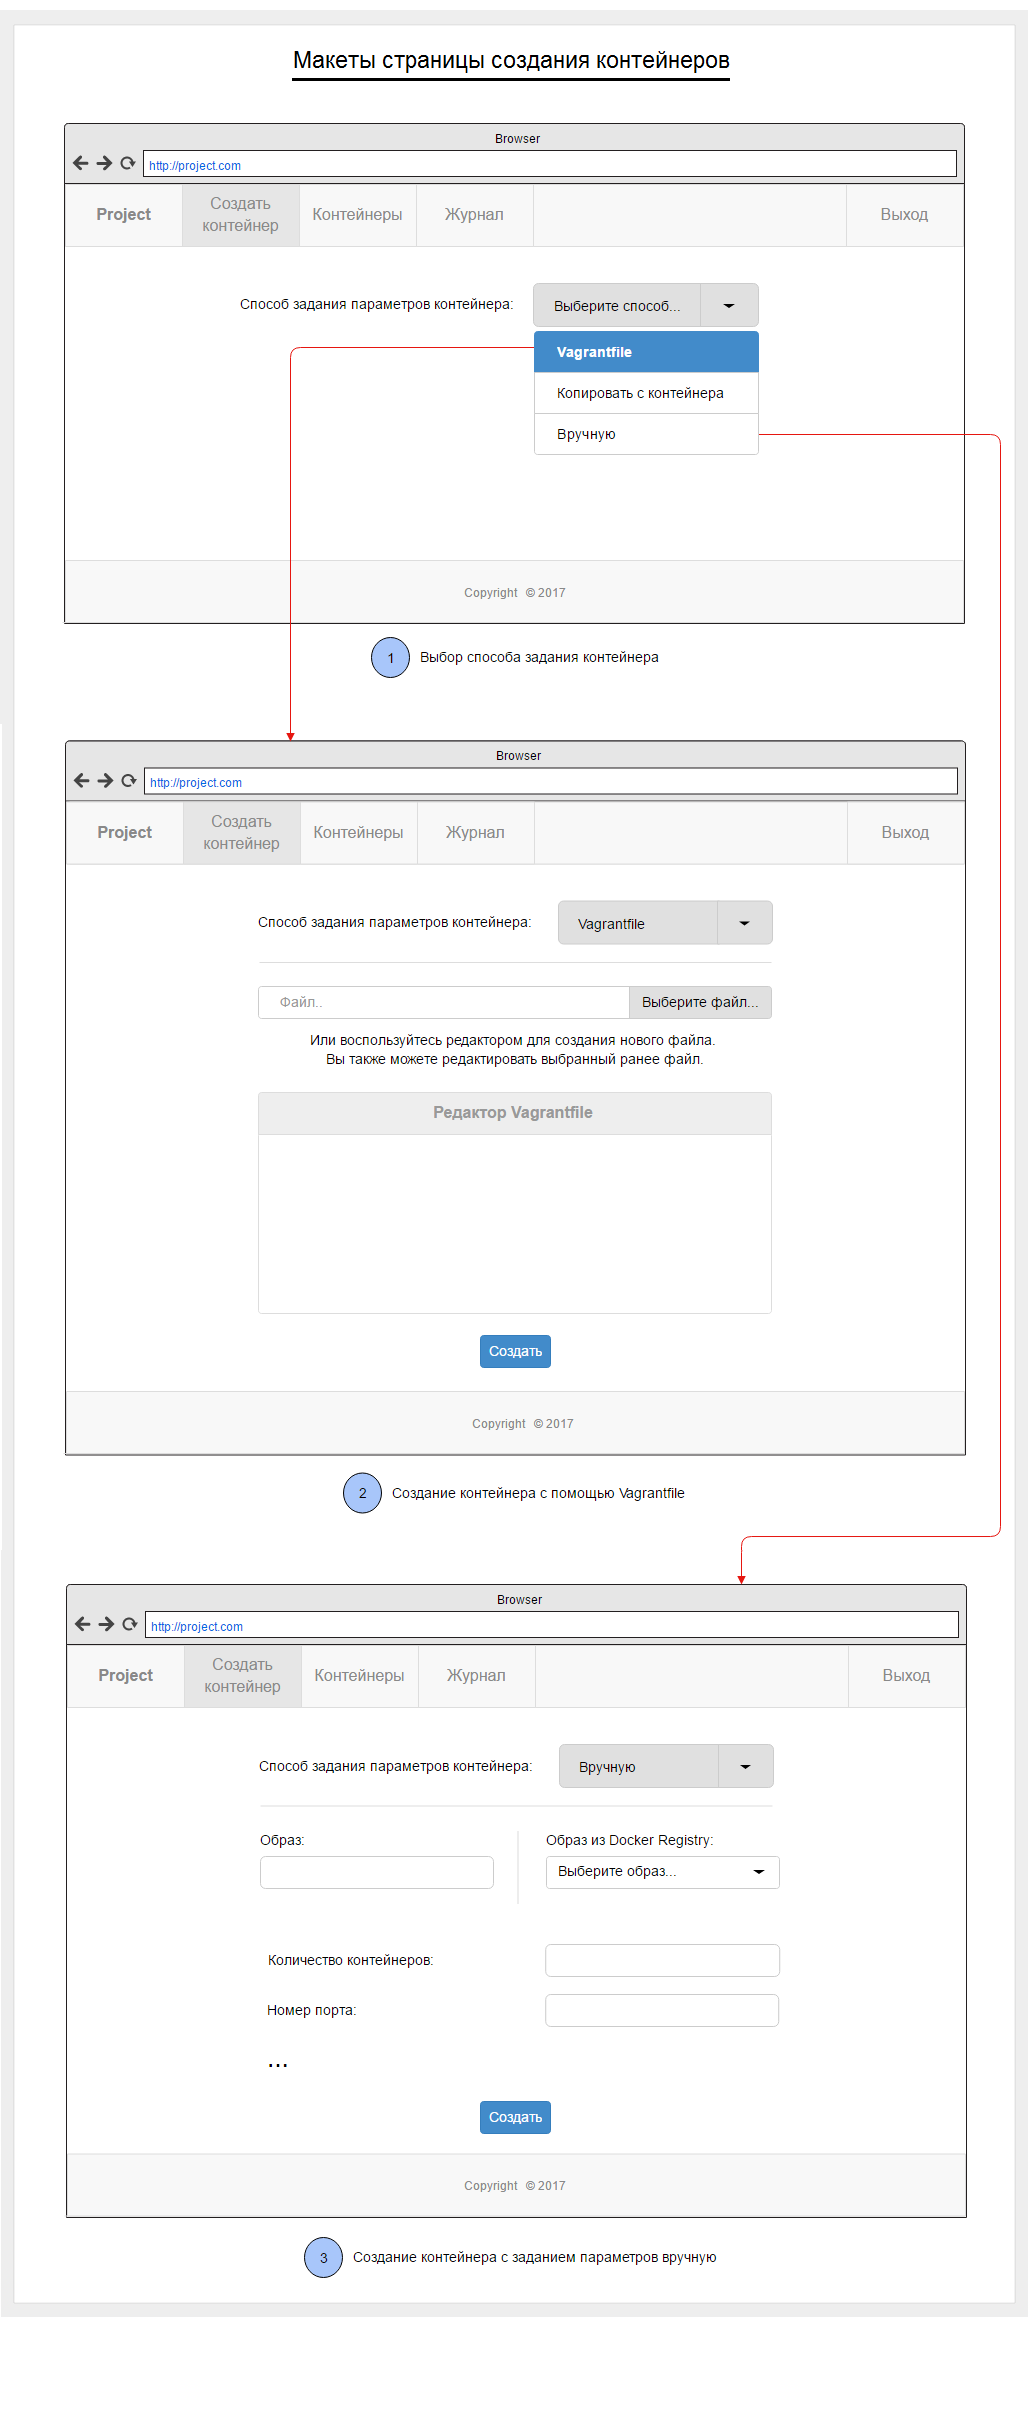 Макеты страницы создания контейнеров
Browser
http://project.com
Project
Создать
контейнер
Контейнеры
Журнал
Выход
Способ задания параметров контейнера:
Выберите способ...
Vagrantfile
Копировать с контейнера
Вручную
Copyright © 2017
1
Выбор способа задания контейнера
Browser
http://project.com
Project
Создать
контейнер
Контейнеры
Журнал
Выход
Способ задания параметров контейнера:
Vagrantfile
Файл..
Выберите файл...
Или воспользуйтесь редактором для создания нового файла.
Вы также можете редактировать выбранный ранее файл.
Редактор Vagrantfile
Создать
Copyright © 2017
2
Создание контейнера с помощью Vagrantfile
Browser
http://project.com
Project
Создать
контейнер
Контейнеры
Журнал
Выход
Способ задания параметров контейнера:
Вручную
Образ:
Образ из Docker Registry:
Выберите образ...
Количество контейнеров:
Номер порта:
...
Создать
Copyright © 2017
3
Создание контейнера с заданием параметров вручную